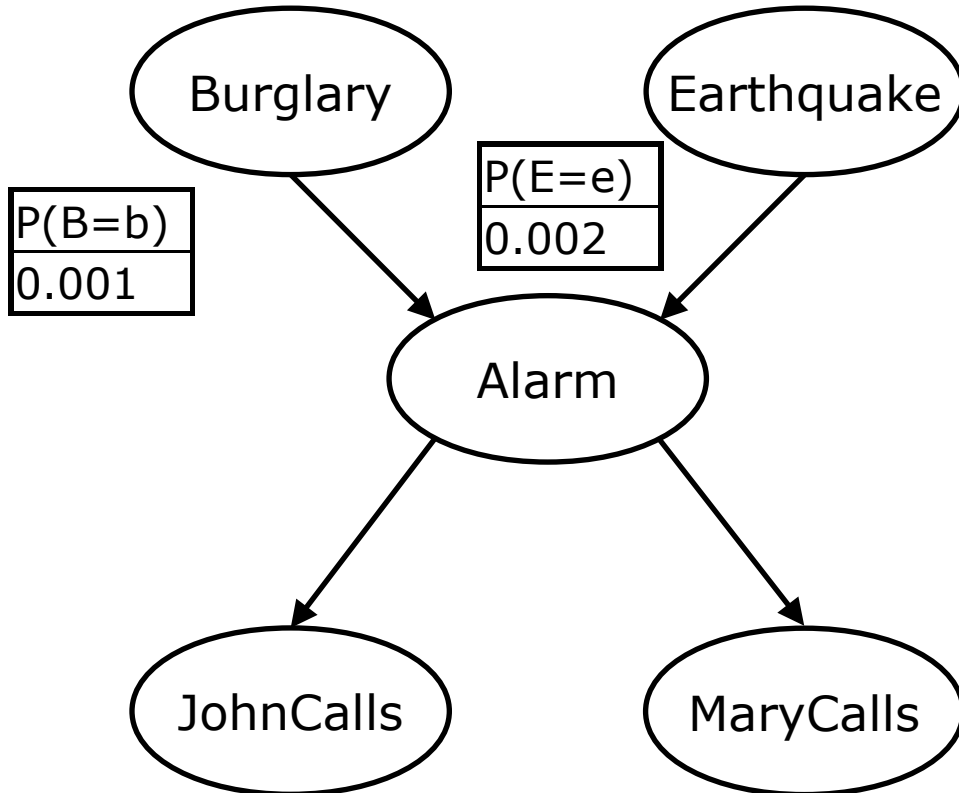 Burglary
Earthquake
P(E=e)
0.002
P(B=b)
0.001
Alarm
JohnCalls
MaryCalls